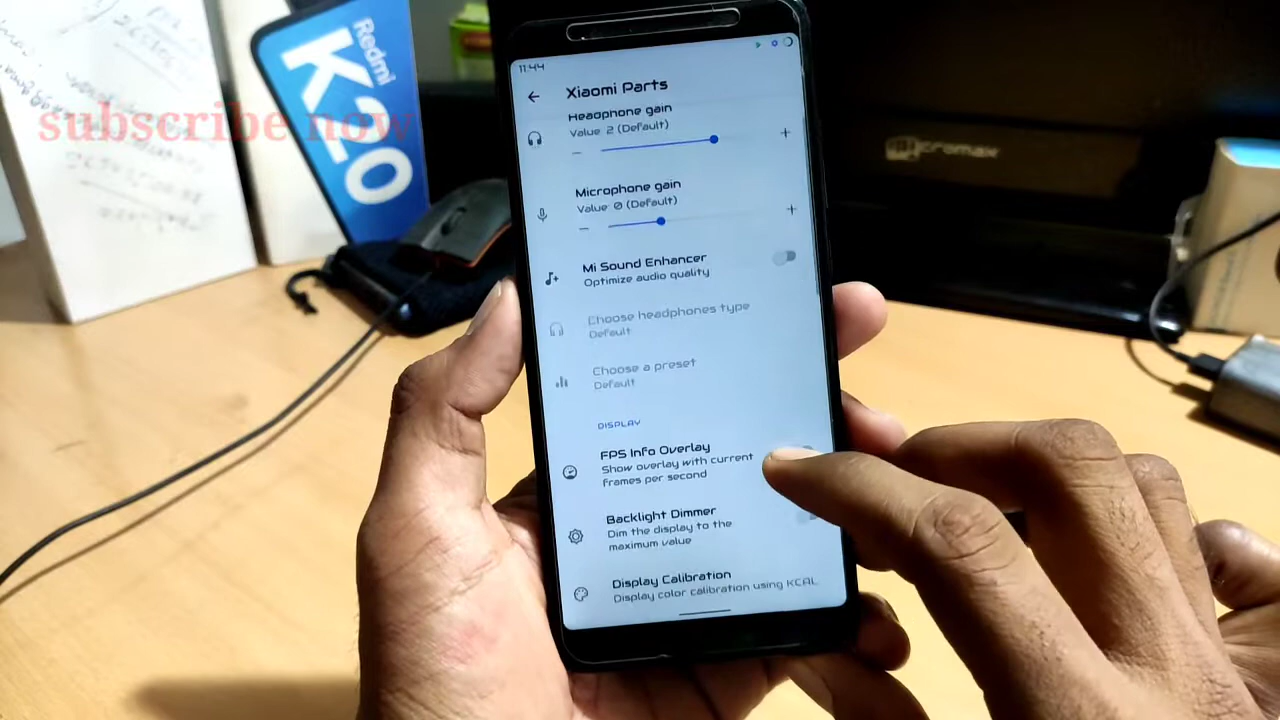 subscribe now
Redmi
K20
11:44
Xiaomi Parts
Headphone gain
Value: 2 (Default)
Microphone gain
Value: 0 (Default)
Mi Sound Enhancer
Optimize audio quality
Choose headphones type
Default
Choose a preset
Default
DISPLAY
FPS Info Overlay
Show overlay with current
frames per second
Backlight Dimmer
Dim the display to the
maximum value
Display Calibration
Display color calibration using KCAL
Micromax